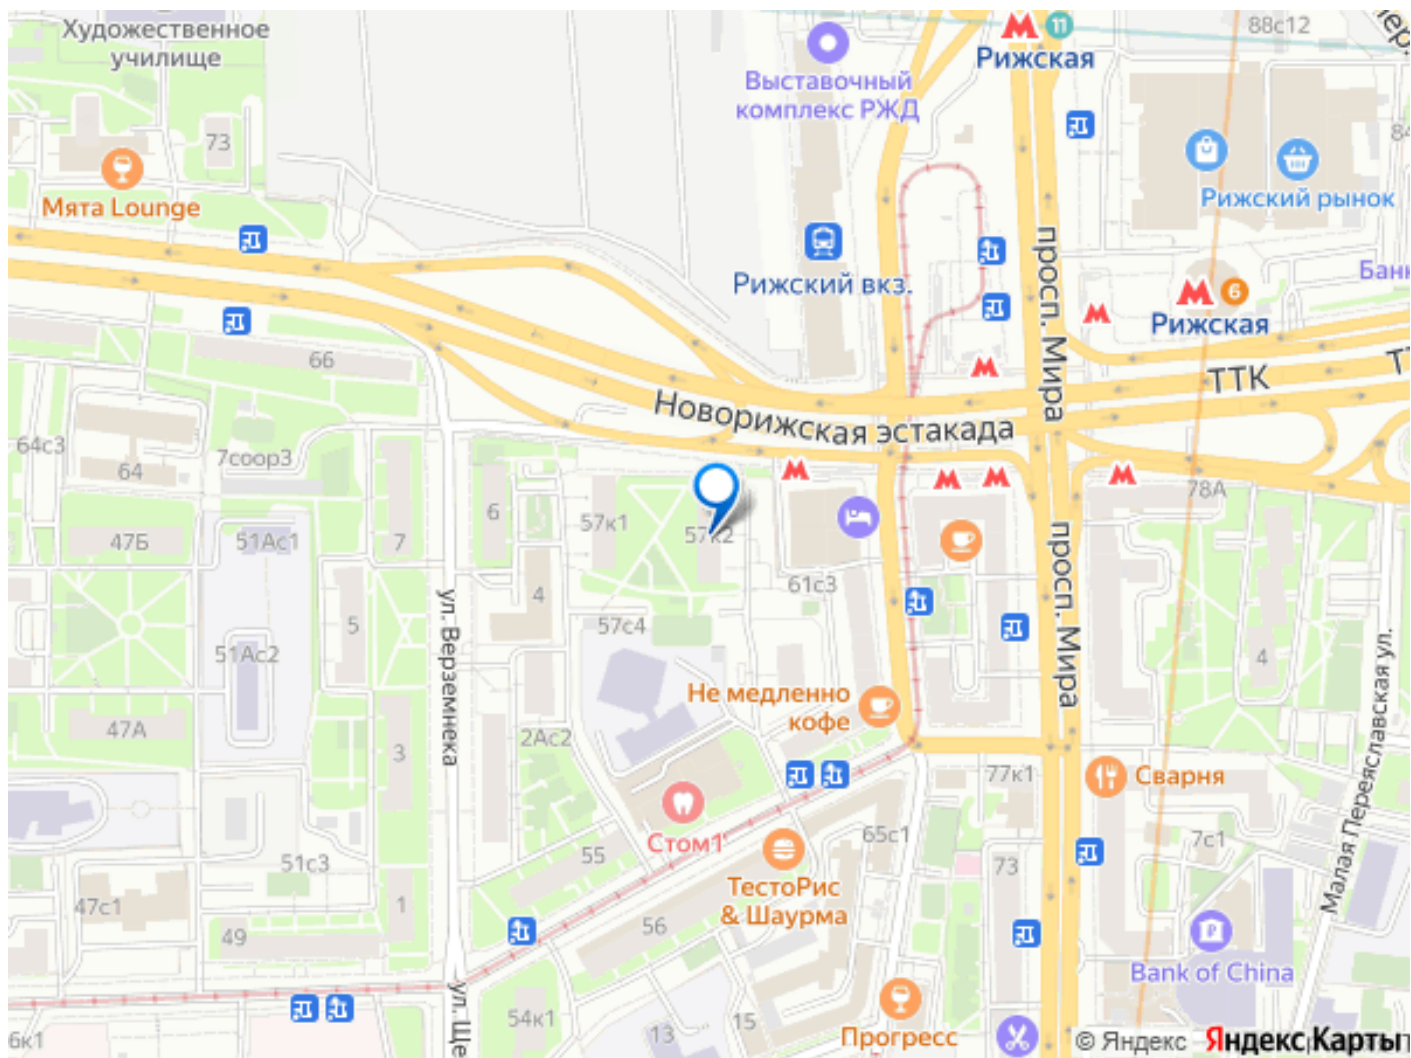 Художественное
училище
11
Рижская
88с12
Выставочный
комплекс РЖД
73
Мята Lounge
Рижский рынок
просп. Мира
Рижский вкз.
Банк
6
Рижская
66
ТТК
Новорижская эстакада
64с3
64
7соор3
78А
6
57к1
57к2
47Б
51Ас1
7
просп. Мира
4
61с3
ул. Верземнека
5
57с4
51Ас2
4
Малая Переяславская ул.
Не медленно
кофе
47А
2Ас2
3
77к1
Сварня
Стом1
65с1
7с1
55
51с3
73
ТестоРис
& Шаурма
47с1
1
56
49
Bank of China
ул. Ще
54к1
15
13
6к1
Прогресс
© Яндекс Яндекс Карты